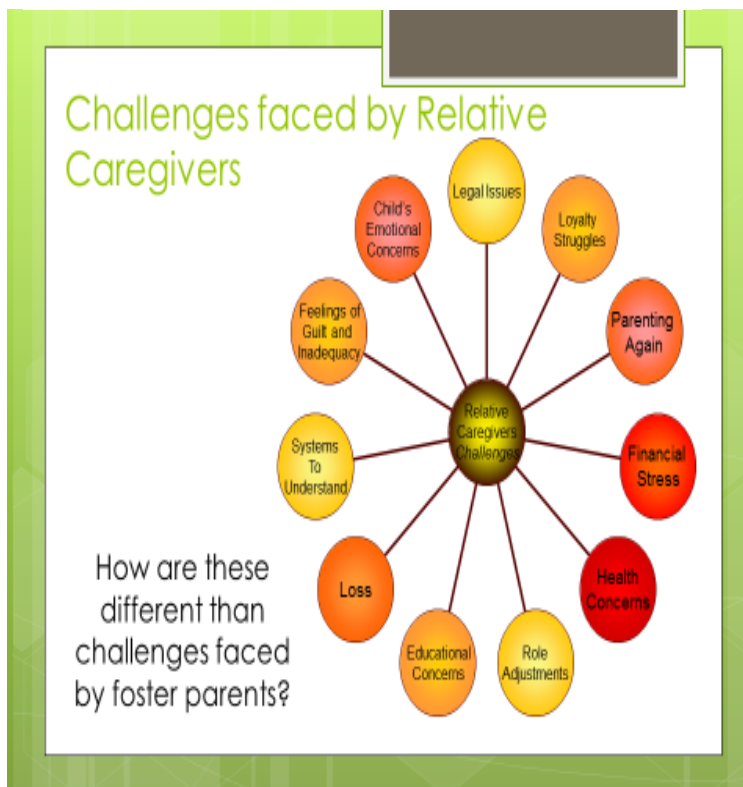 Challenges faced by Relative
Caregivers
Legal Issues
Loyalty
Struggles
Parenting
Again
Financial
Stress
Health
Concerns
Role
Adjustments
Educational
Concerns
Loss
Systems
To
Understand
Feelings of
Guilt and
Inadequacy
Child's
Emotional
Concerns
Relative
Caregivers
Challenges
How are these
different than
challenges faced
by foster parents?